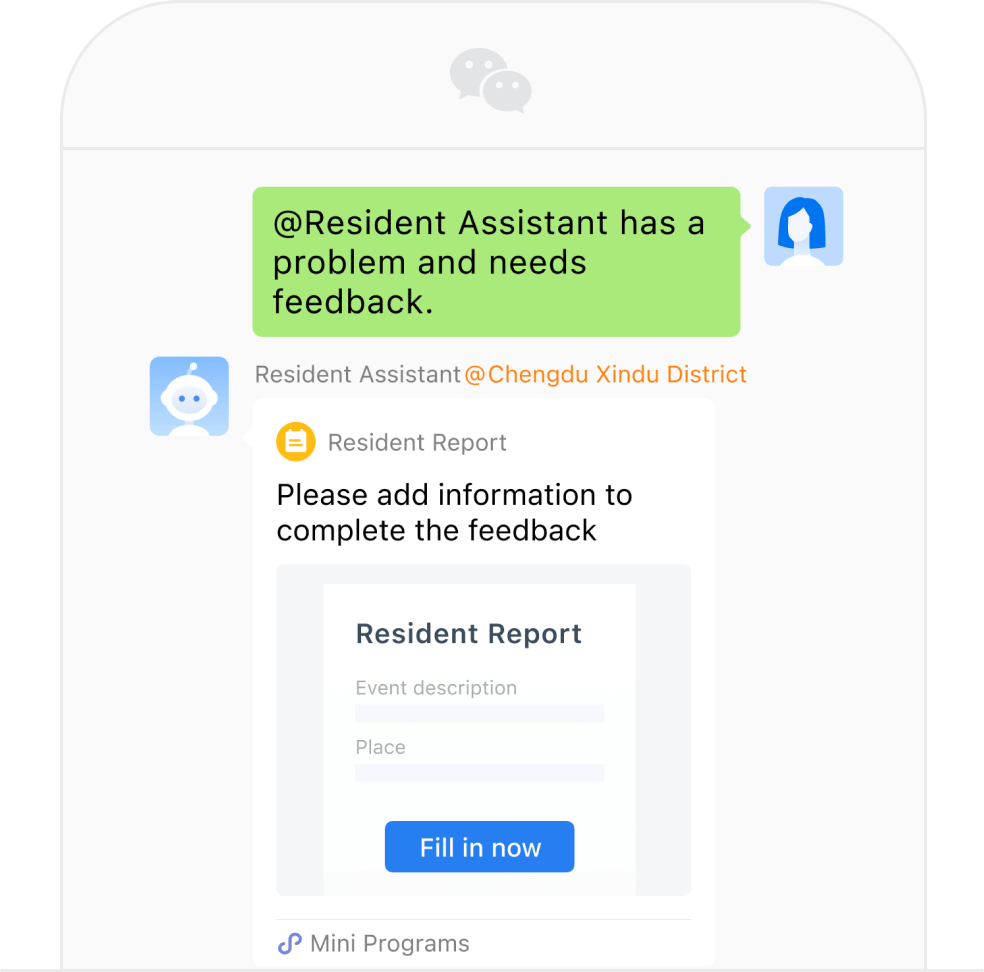 @Resident Assistant has a
problem and needs
feedback.
Resident Assistant@Chengdu Xindu District
Resident Report
Please add information to
complete the feedback
Resident Report
Event description
Place
Fill in now
Mini Programs